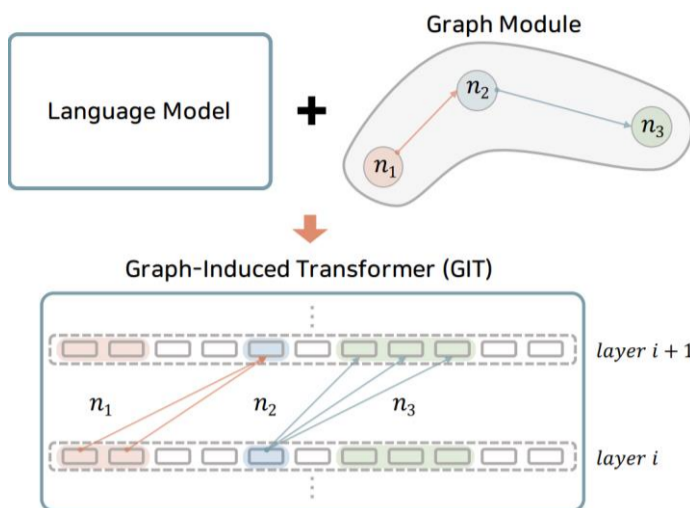 Graph Module
Language Model
+
n₂
n₃
n₁
Graph-Induced Transformer (GIT)
layer i + 1
n₁ n₂ n₃
layer i